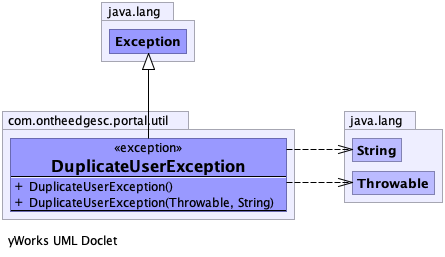 java.lang
Exception
com.ontheedgesc.portal.util
java.lang
«exception»
DuplicateUserException
+ DuplicateUserException()
+ DuplicateUserException(Throwable, String)
String
Throwable
yWorks UML Doclet